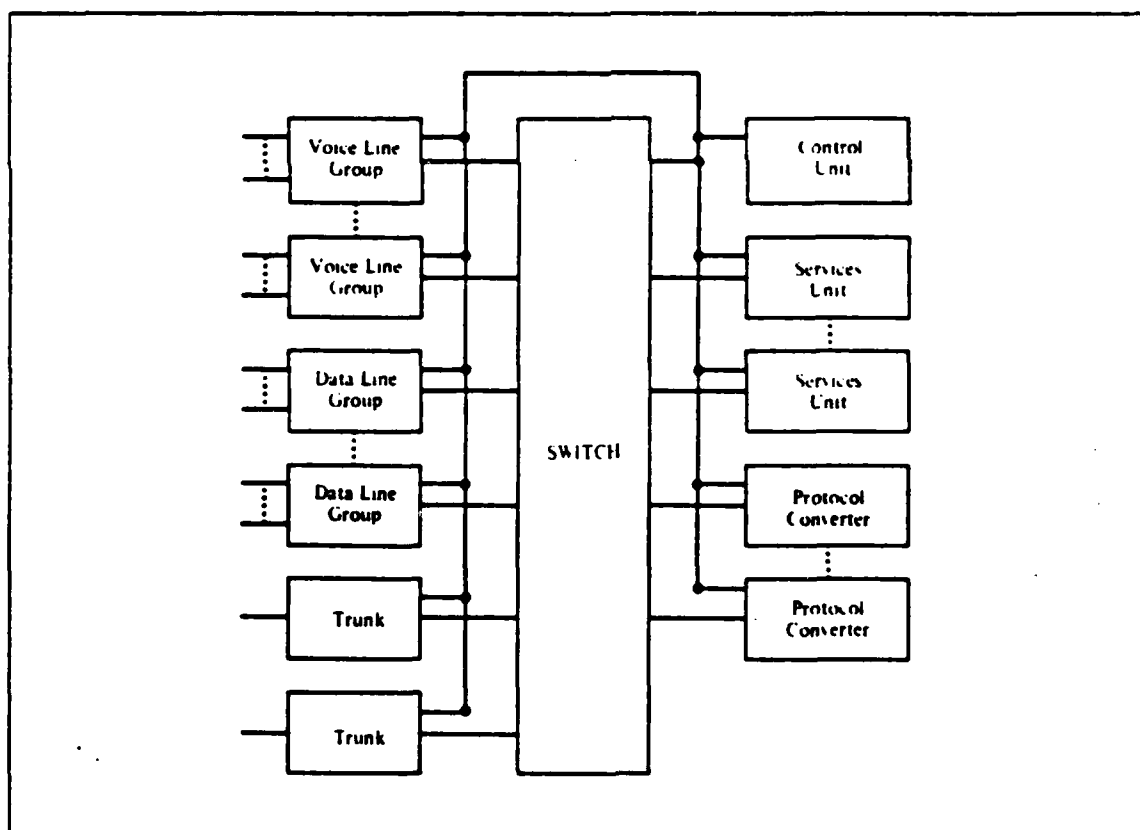 Voice Line
Group
Voice Line
Group
Data Line
Group
Data Line
Group
Trunk
Trunk
SWITCH
Control
Unit
Services
Unit
Services
Unit
Protocol
Converter
Protocol
Converter